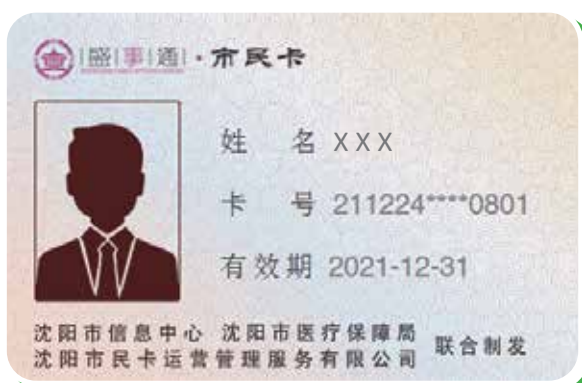 盛事通·市民卡
姓 名 XXX
卡 号 211224****0801
有效期 2021-12-31
沈阳市信息中心 沈阳市医疗保障局
沈阳市民卡运营管理服务有限公司 联合制发